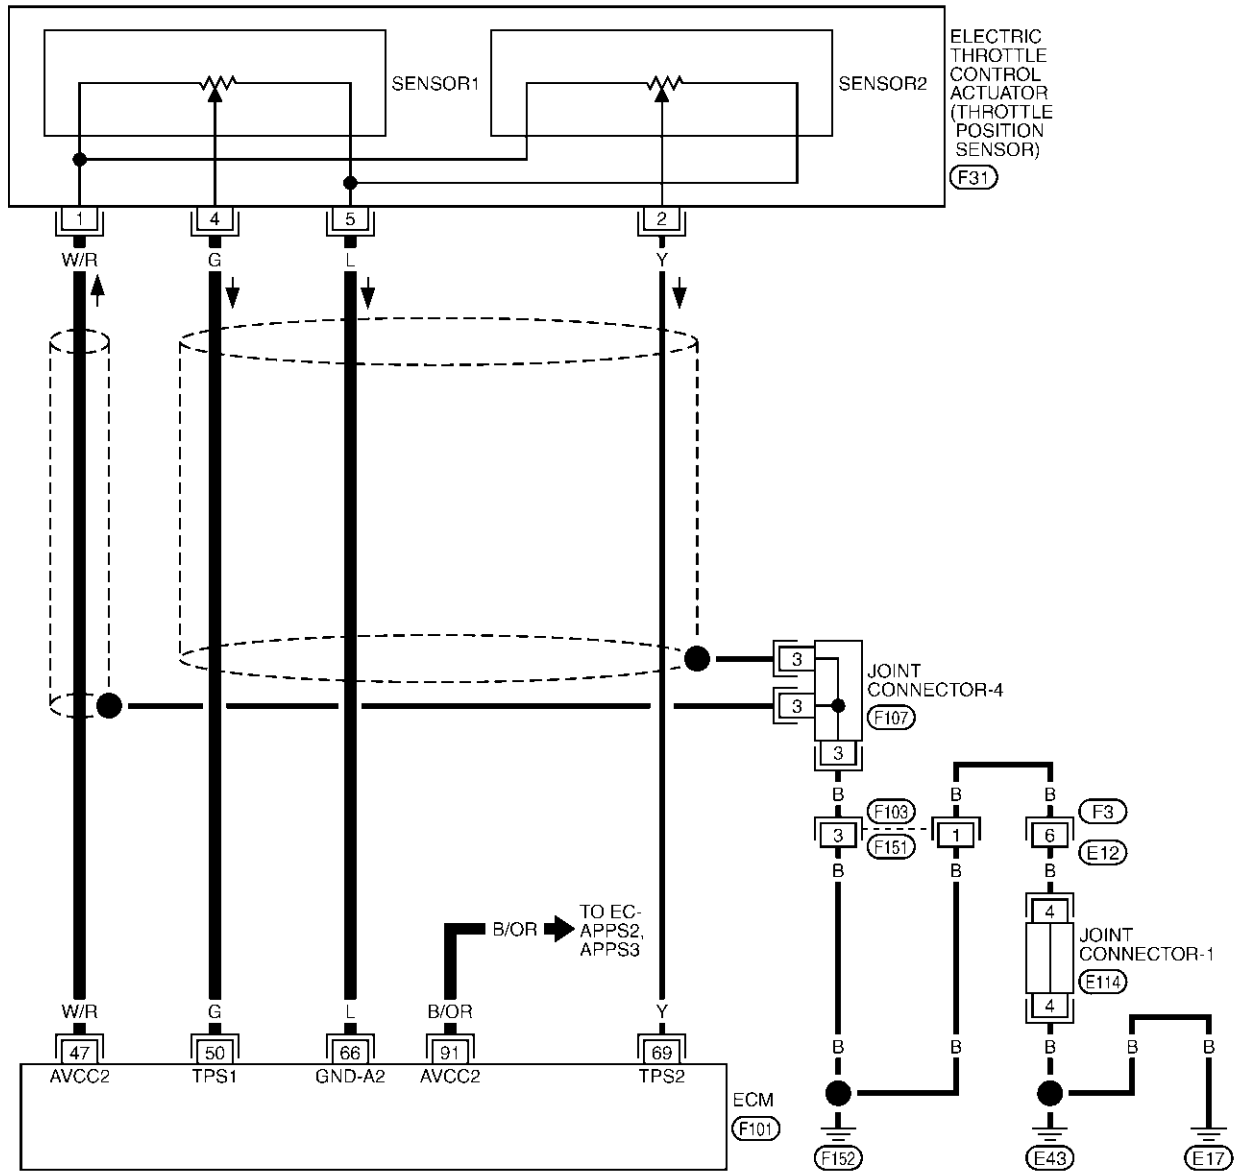 ELECTRIC
THROTTLE
CONTROL
ACTUATOR
(THROTTLE
POSITION
SENSOR)
F31
SENSOR1
SENSOR2
1 4 5 2
W/R G L Y
3
3
JOINT
CONNECTOR-4
F107
3
B B B
3 F103 1 6 F3
F151 E12
B B B
4
JOINT
CONNECTOR-1
E114
4
TO EC-
APPS2,
APPS3
B/OR
W/R G L B/OR Y
B B B B B
47 50 66 91 69
AVCC2 TPS1 GND-A2 AVCC2 TPS2
ECM
F101
F152 E43 E17